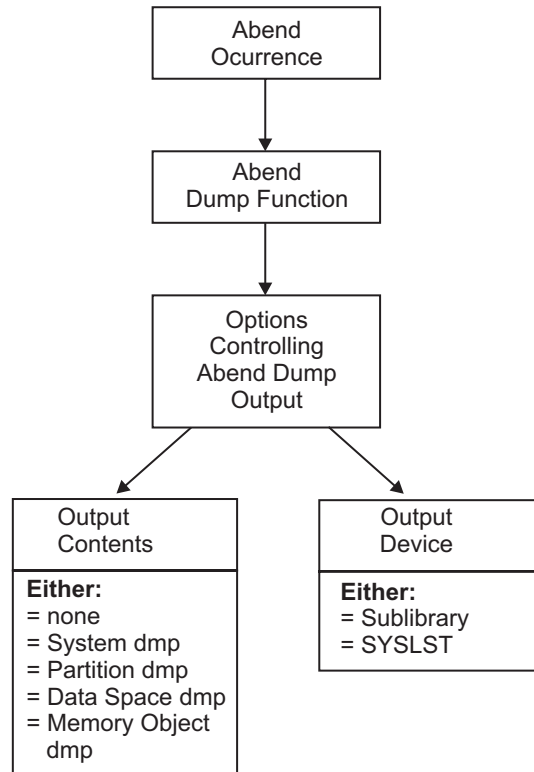 Abend
Ocurrence
Abend
Dump Function
Options
Controlling
Abend Dump
Output
Output
Contents
Either:
= none
= System dmp
= Partition dmp
= Data Space dmp
= Memory Object
dmp
Output
Device
Either:
= Sublibrary
= SYSLST